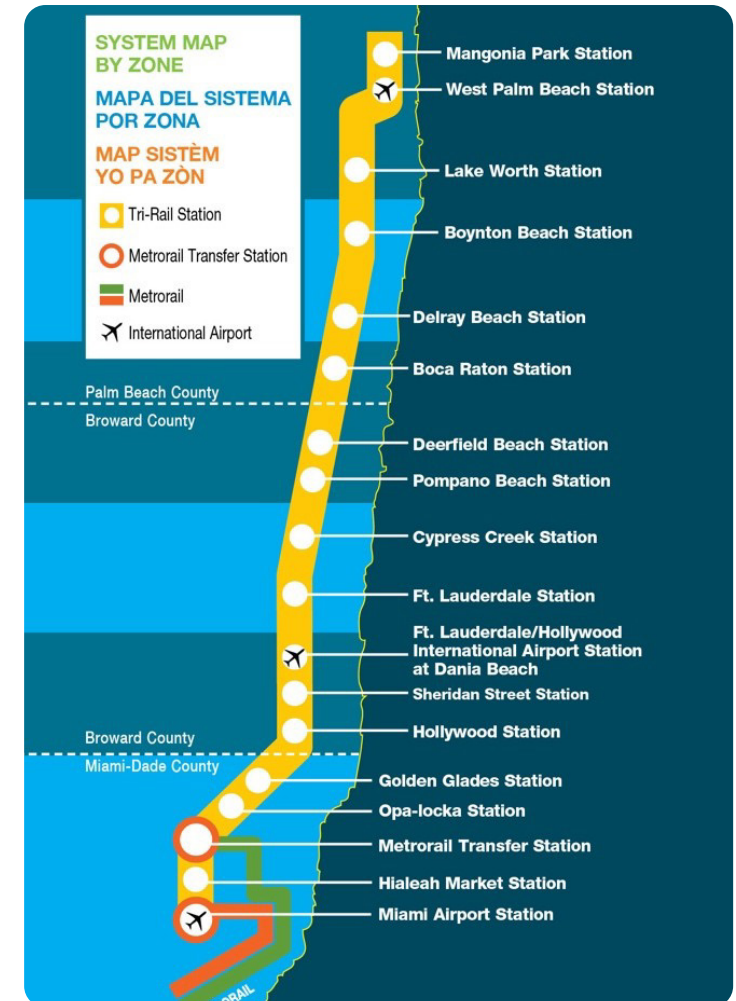 SYSTEM MAP
BY ZONE
MAPA DEL SISTEMA
POR ZONA
MAP SISTÈM
YO PA ZÒN
Tri-Rail Station
Metrorail Transfer Station
Metrorail
International Airport
Mangonia Park Station
West Palm Beach Station
Lake Worth Station
Boynton Beach Station
Delray Beach Station
Boca Raton Station
Palm Beach County
Broward County
Deerfield Beach Station
Pompano Beach Station
Cypress Creek Station
Ft. Lauderdale Station
Ft. Lauderdale/Hollywood
International Airport Station
at Dania Beach
Sheridan Street Station
Hollywood Station
Broward County
Miami-Dade County
Golden Glades Station
Opa-locka Station
Metrorail Transfer Station
Hialeah Market Station
Miami Airport Station